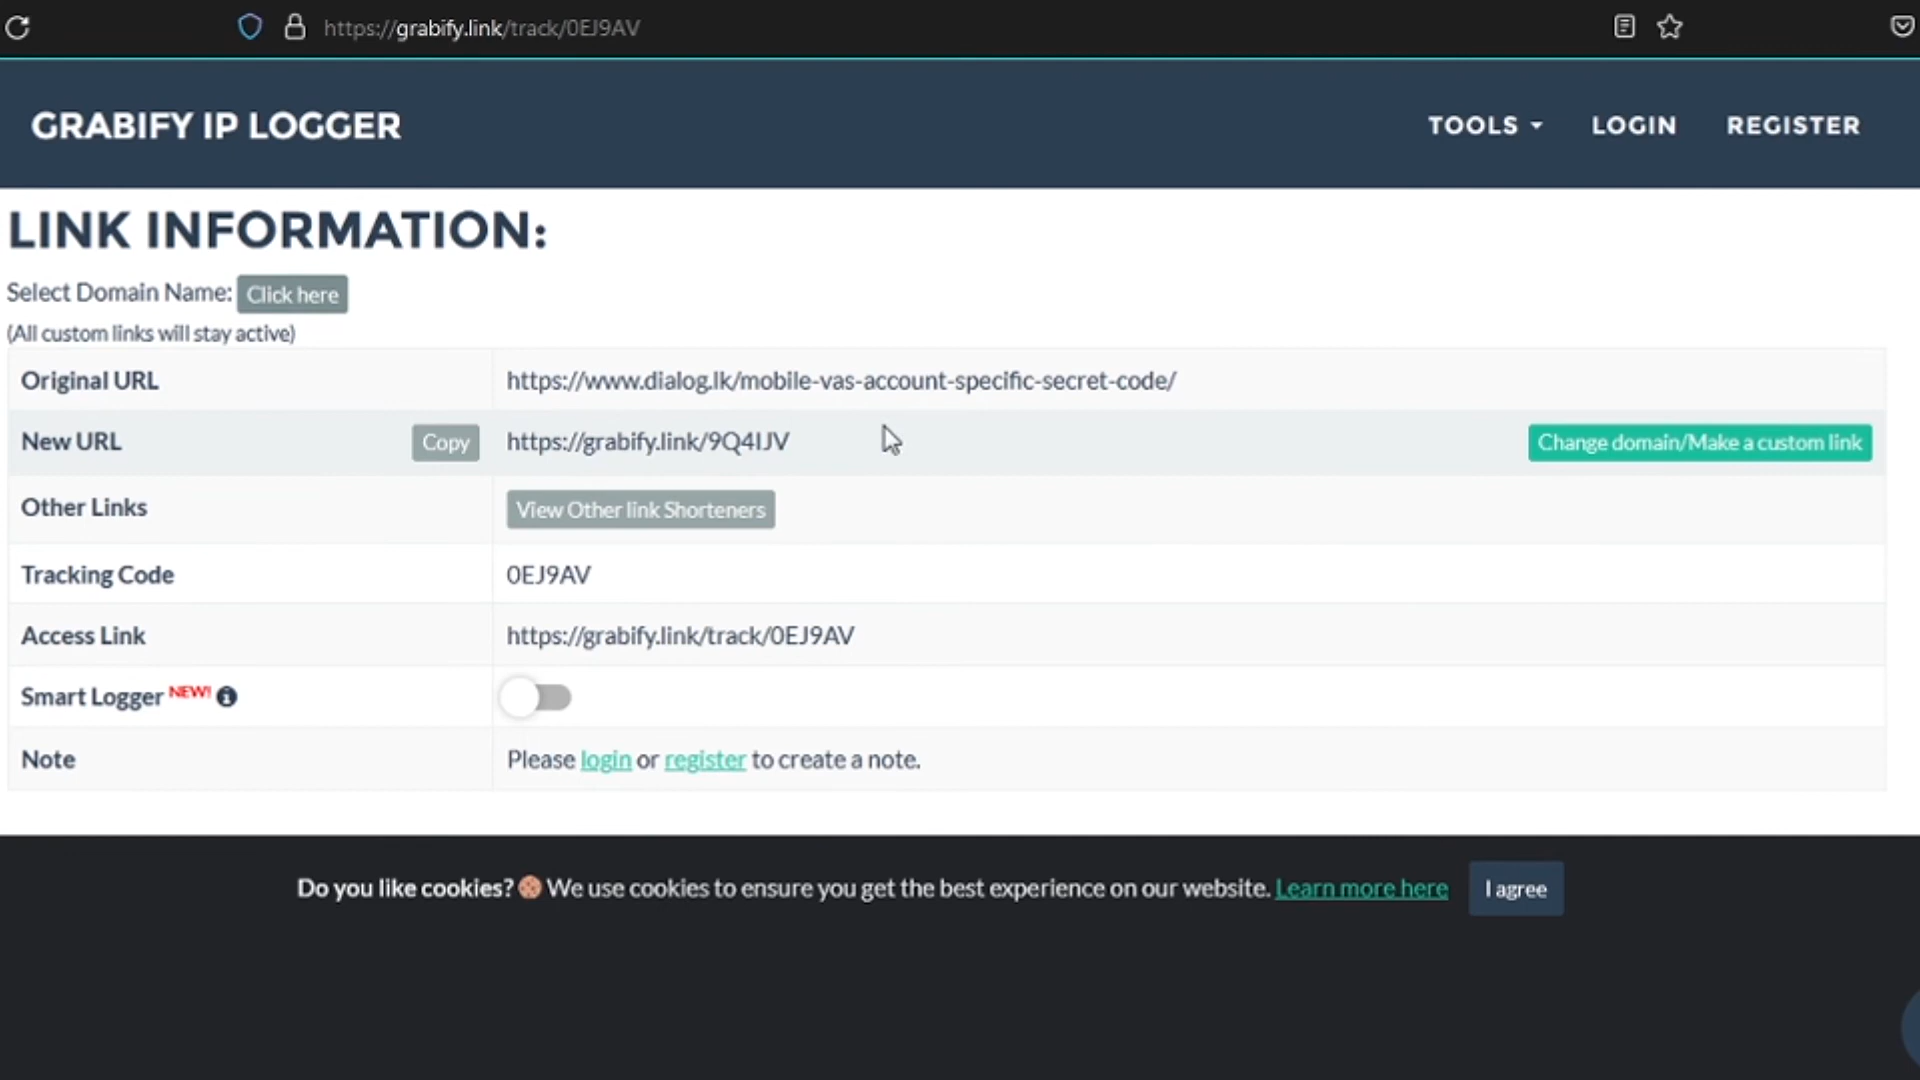 https://grabify.link/track/0EJ9AV
GRABIFY IP LOGGER
TOOLS
LOGIN
REGISTER
LINK INFORMATION:
Select Domain Name: Click here
(All custom links will stay active)
Original URL
https://www.dialog.lk/mobile-vas-account-specific-secret-code/
New URL
Copy
https://grabify.link/9Q4IJV
Change domain/Make a custom link
Other Links
View Other link Shorteners
Tracking Code
0EJ9AV
Access Link
https://grabify.link/track/0EJ9AV
Smart Logger NEW!
Note
Please login or register to create a note.
Do you like cookies? 🍪 We use cookies to ensure you get the best experience on our website. Learn more here
I agree